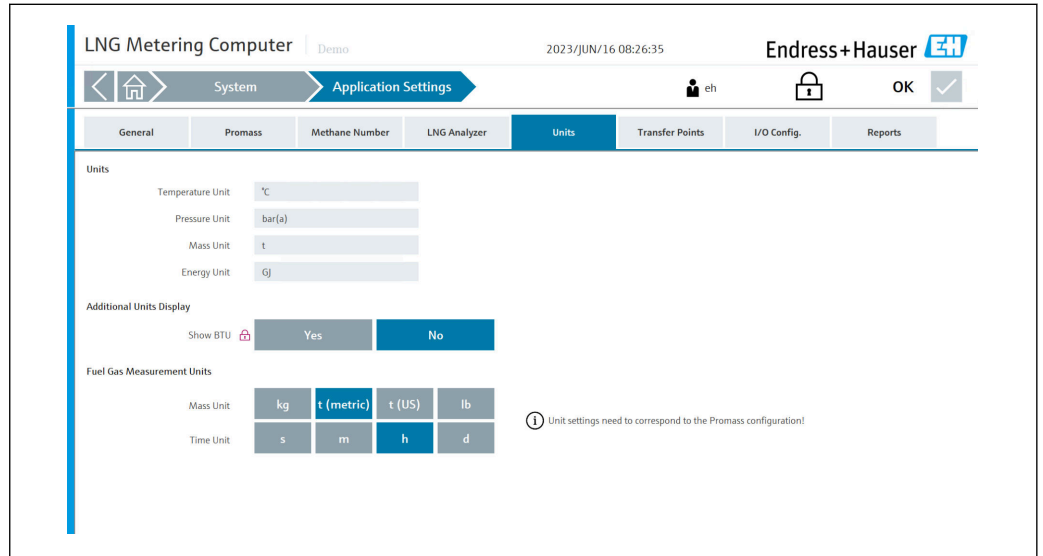 LNG Metering Computer Demo 2023/JUN/16 08:26:35 Endress+Hauser EH
System Application Settings eh 1 OK
General Promass Methane Number LNG Analyzer Units Transfer Points I/O Config. Reports
Units
Temperature Unit °C
Pressure Unit bar(a)
Mass Unit t
Energy Unit GJ
Additional Units Display
Show BTU Yes No
Fuel Gas Measurement Units
Mass Unit kg t (metric) t (US) lb
i Unit settings need to correspond to the Promass configuration!
Time Unit s m h d